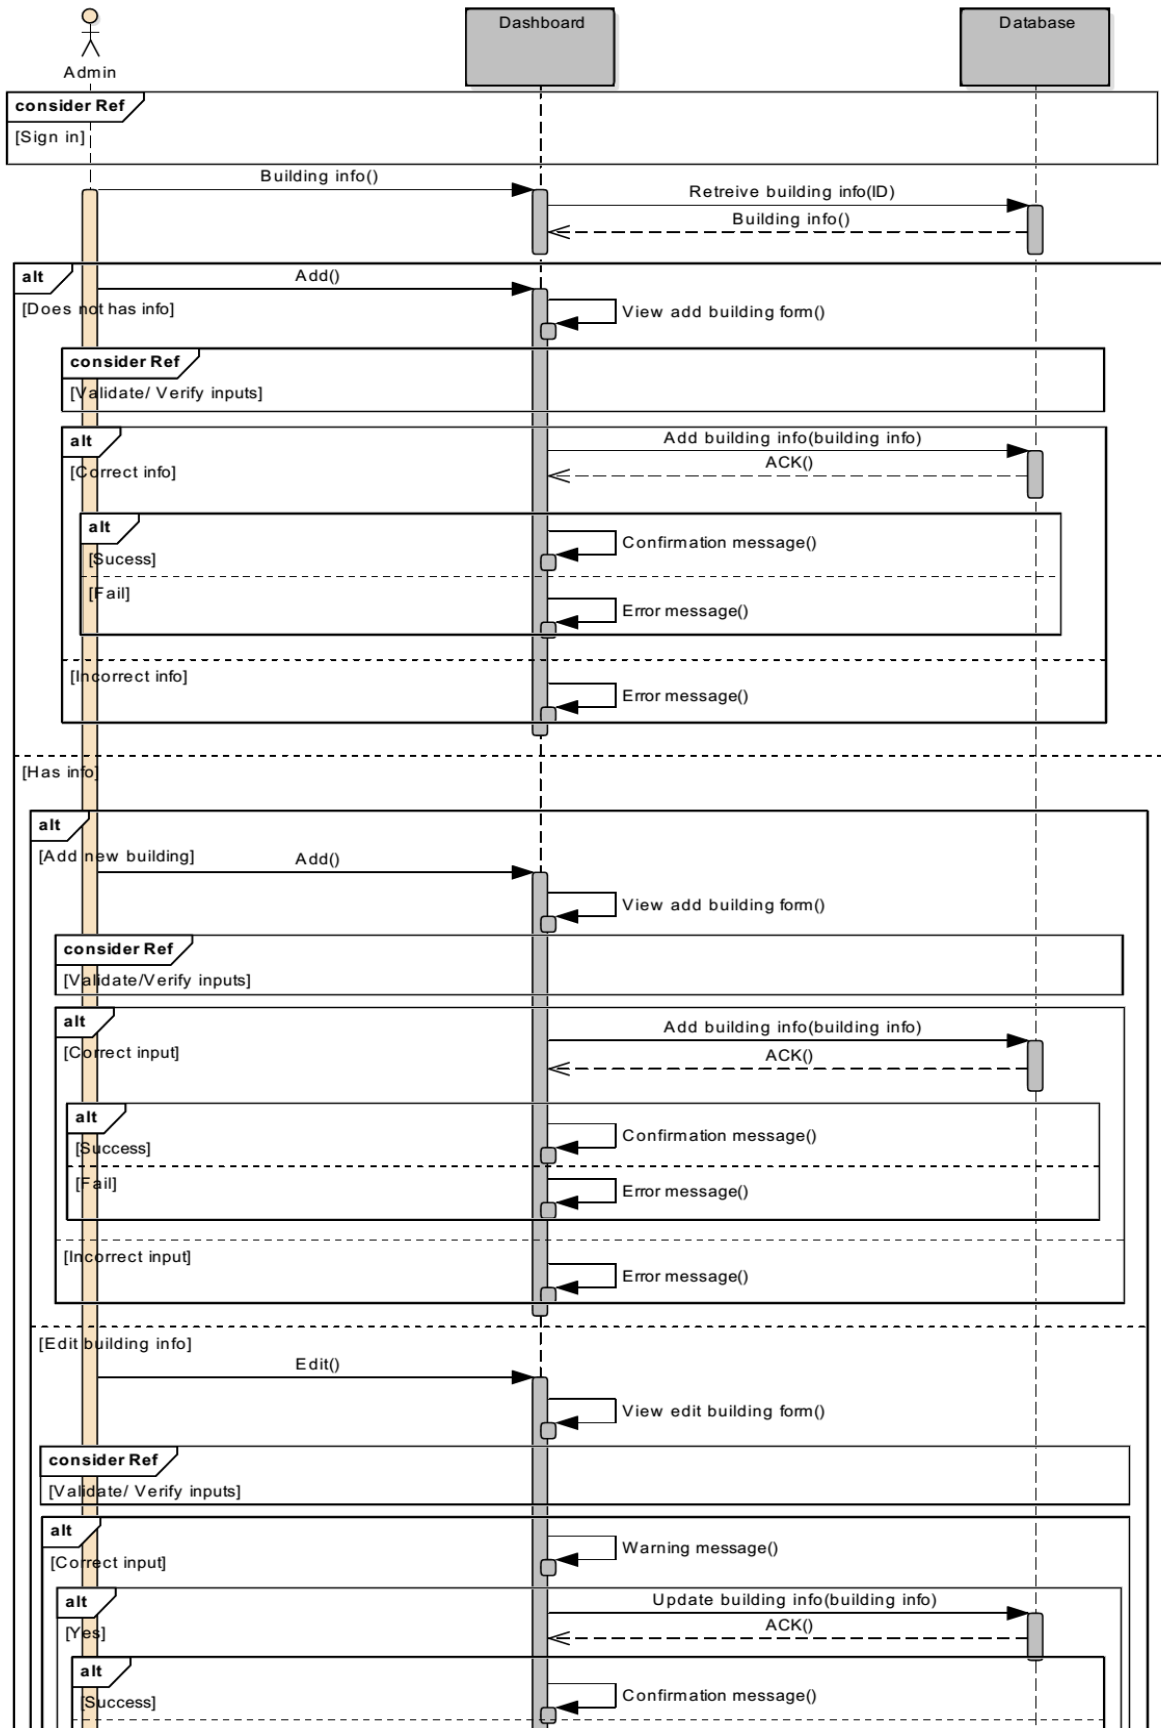 Dashboard
Database
Admin
consider Ref
[Sign in]
Building info()
Retreive building info(ID)
Building info()
alt
Add()
[Does not has info]
View add building form()
consider Ref
[Validate/ Verify inputs]
alt
Add building info(building info)
ACK()
[Correct info]
alt
Confirmation message()
[Sucess]
[Fail]
Error message()
[Incorrect info]
Error message()
[Has info]
alt
[Add new building]
Add()
View add building form()
consider Ref
[Validate/Verify inputs]
alt
Add building info(building info)
[Correct input]
ACK()
alt
Confirmation message()
[Success]
[Fail]
Error message()
[Incorrect input]
Error message()
[Edit building info]
Edit()
View edit building form()
consider Ref
[Validate/ Verify inputs]
alt
Warning message()
[Correct input]
alt
Update building info(building info)
[Yes]
ACK()
alt
Confirmation message()
[Success]